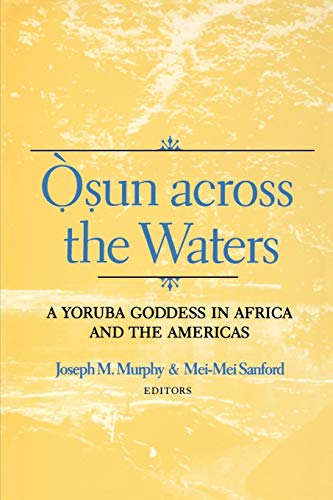 Ọ̀ṣun across
the Waters
A YORUBA GODDESS IN AFRICA
AND THE AMERICAS
Joseph M. Murphy & Mei-Mei Sanford
EDITORS